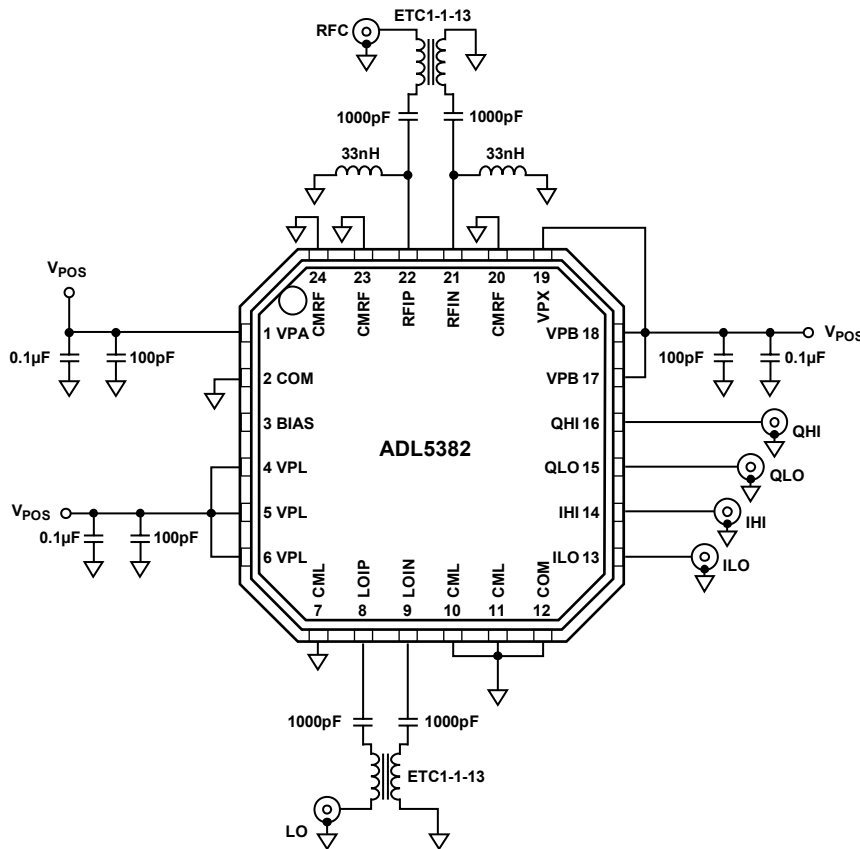 ETC1-1-13
RFC
1000pF 1000pF
33nH 33nH
24 23 22 21 20 19
CMRF CMRF RFIP RFIN CMRF VPX
VPOS
1 VPA
0.1µF 100pF
2 COM
3 BIAS
4 VPL
VPOS
5 VPL
0.1µF 100pF
6 VPL
ADL5382
VPB 18
VPOS
100pF 0.1µF
VPB 17
QHI 16
QHI
QLO 15
QLO
IHI 14
IHI
ILO 13
ILO
CML LOIP LOIN CML CML COM
7 8 9 10 11 12
1000pF 1000pF
ETC1-1-13
LO